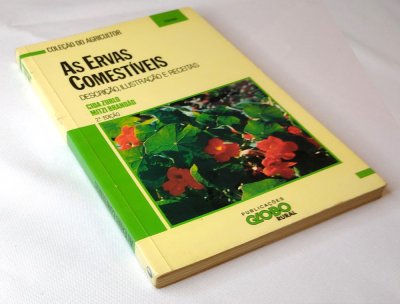 COLEÇÃO DO AGRICULTOR
AS ERVAS
COMESTÍVEIS
DESCRIÇÃO, ILUSTRAÇÃO E RECEITAS
CIDA ZURLO
MITZI BRANDÃO
2ª EDIÇÃO
PUBLICAÇÕES
GLOBO
RURAL